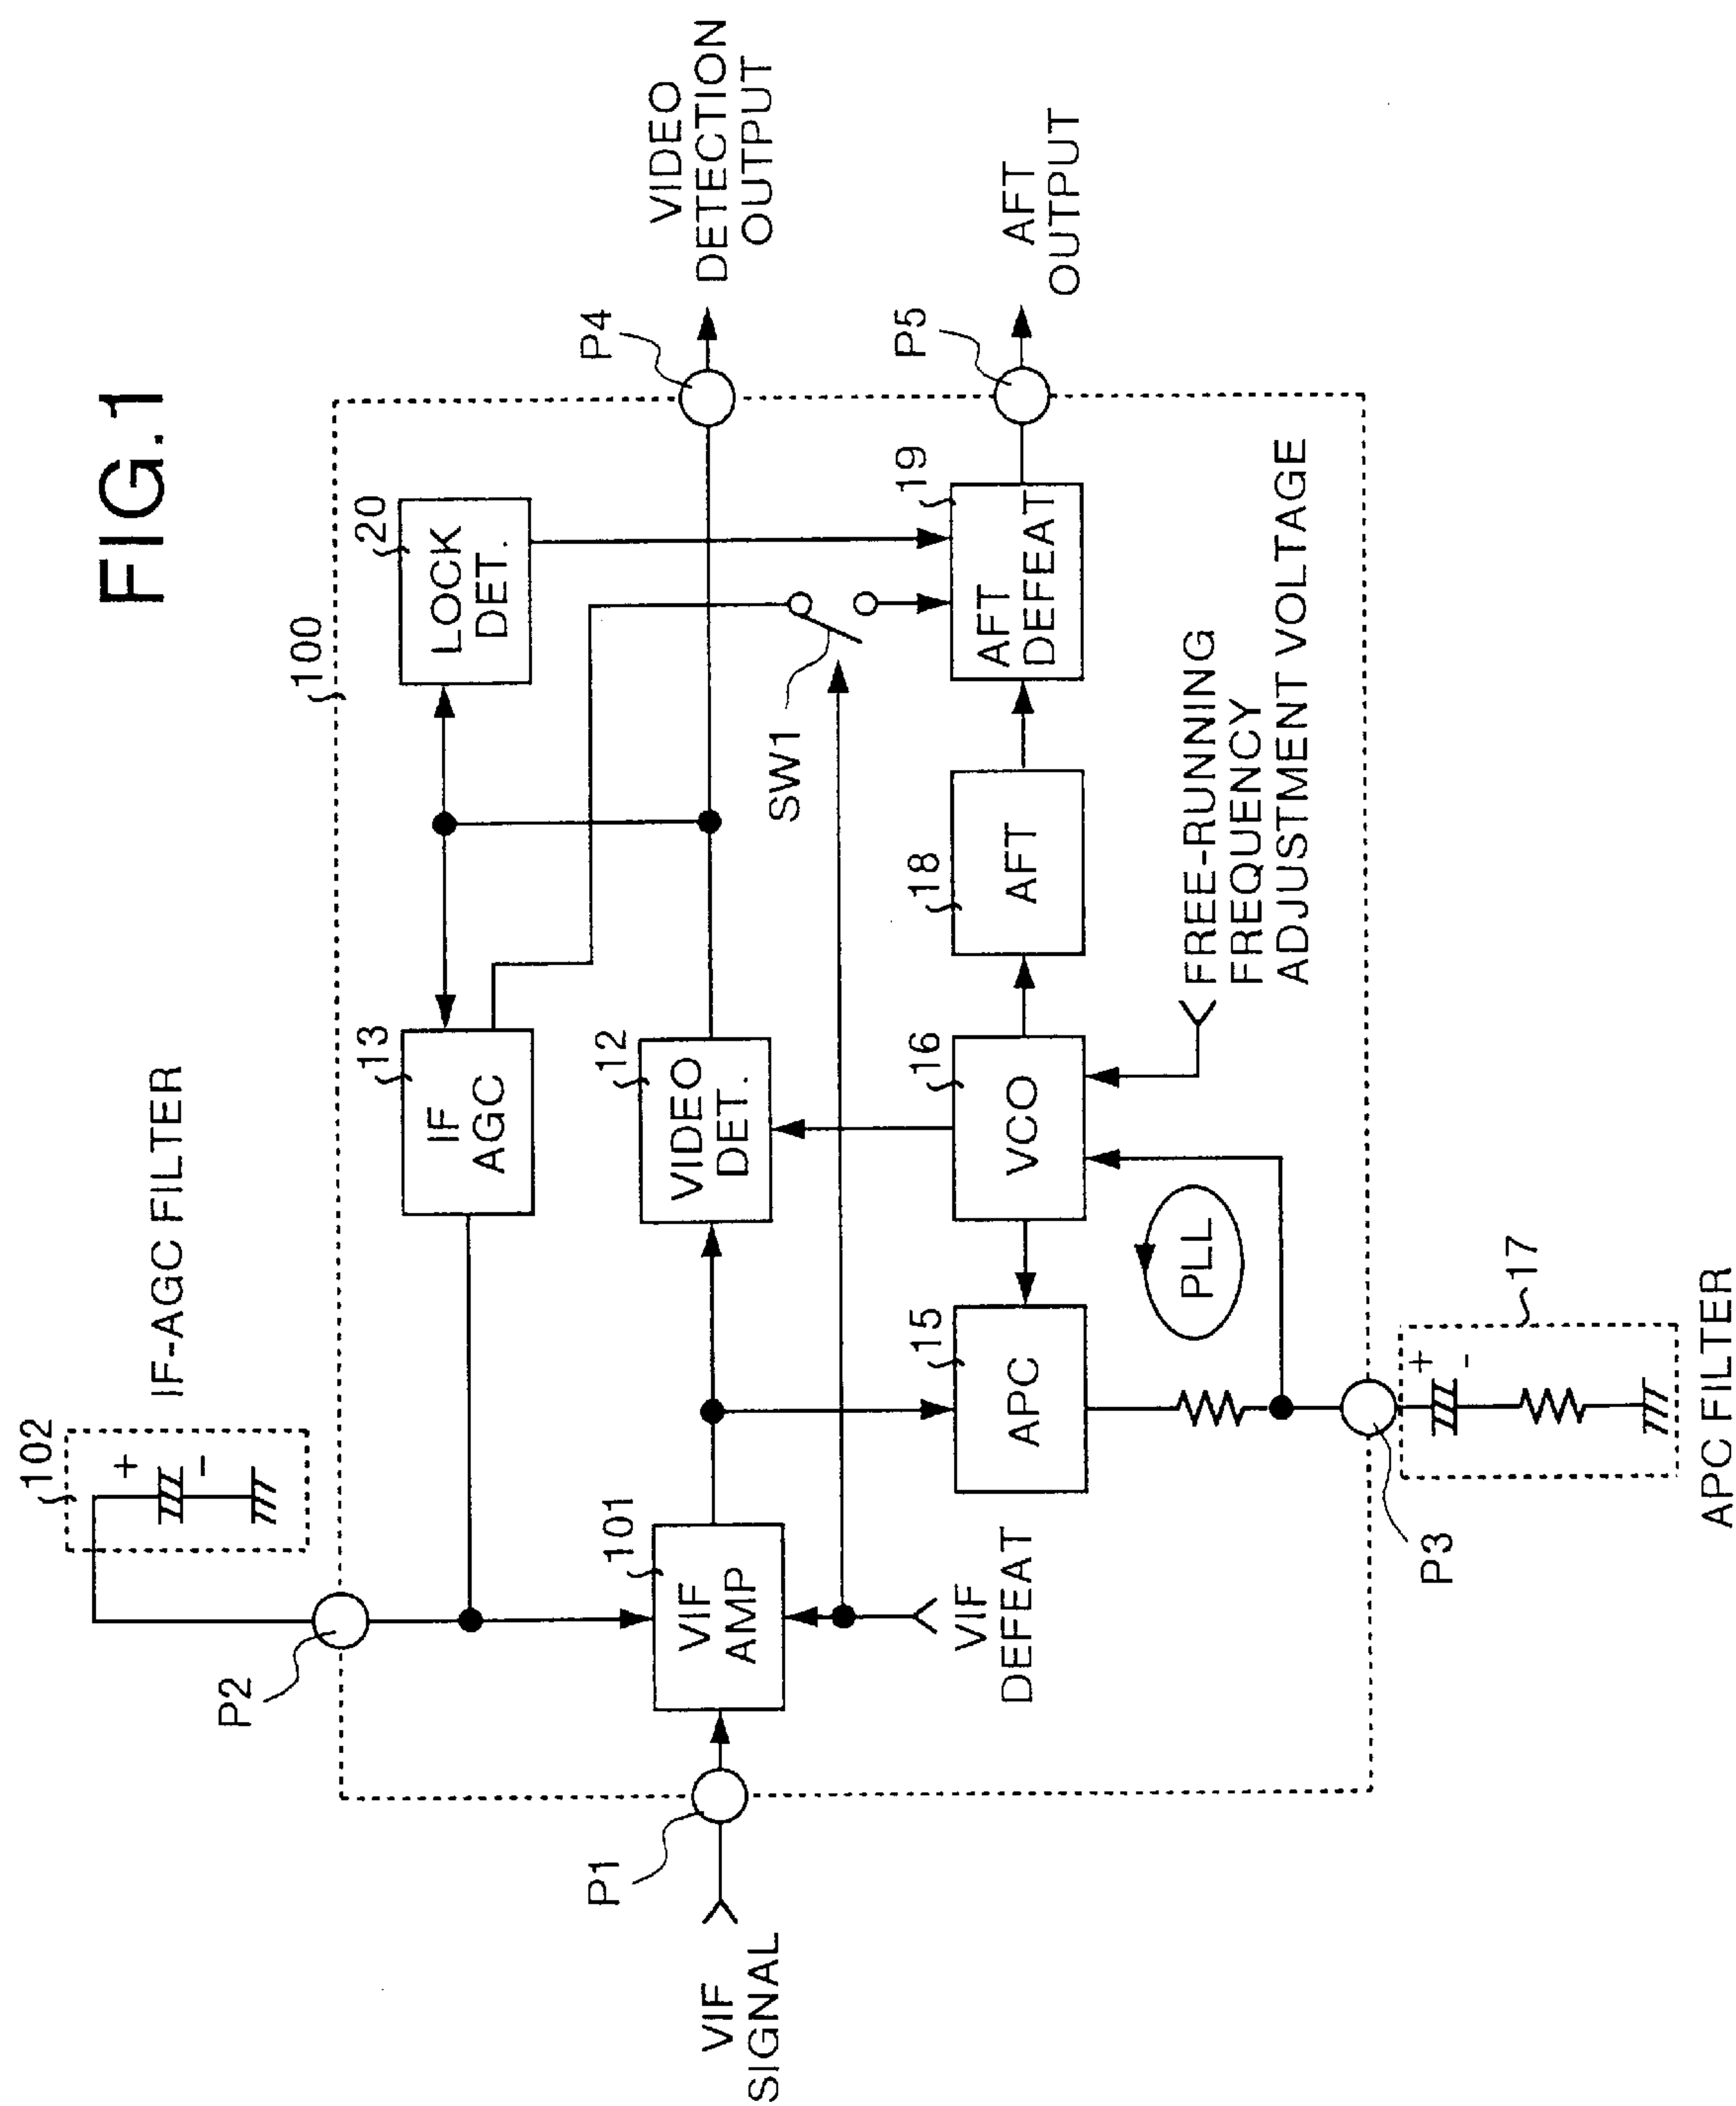 FIG.1
102
IF-AGC FILTER
P2
100
13
IF
AGC
20
LOCK
DET.
P4
VIDEO
DETECTION
OUTPUT
P1
VIF
SIGNAL
101
VIF
AMP
12
VIDEO
DET.
SW1
VIF
DEFEAT
15
APC
16
VCO
18
AFT
19
AFT
DEFEAT
P5
AFT
OUTPUT
PLL
FREE-RUNNING
FREQUENCY
ADJUSTMENT VOLTAGE
P3
17
APC FILTER
+
-
+
-